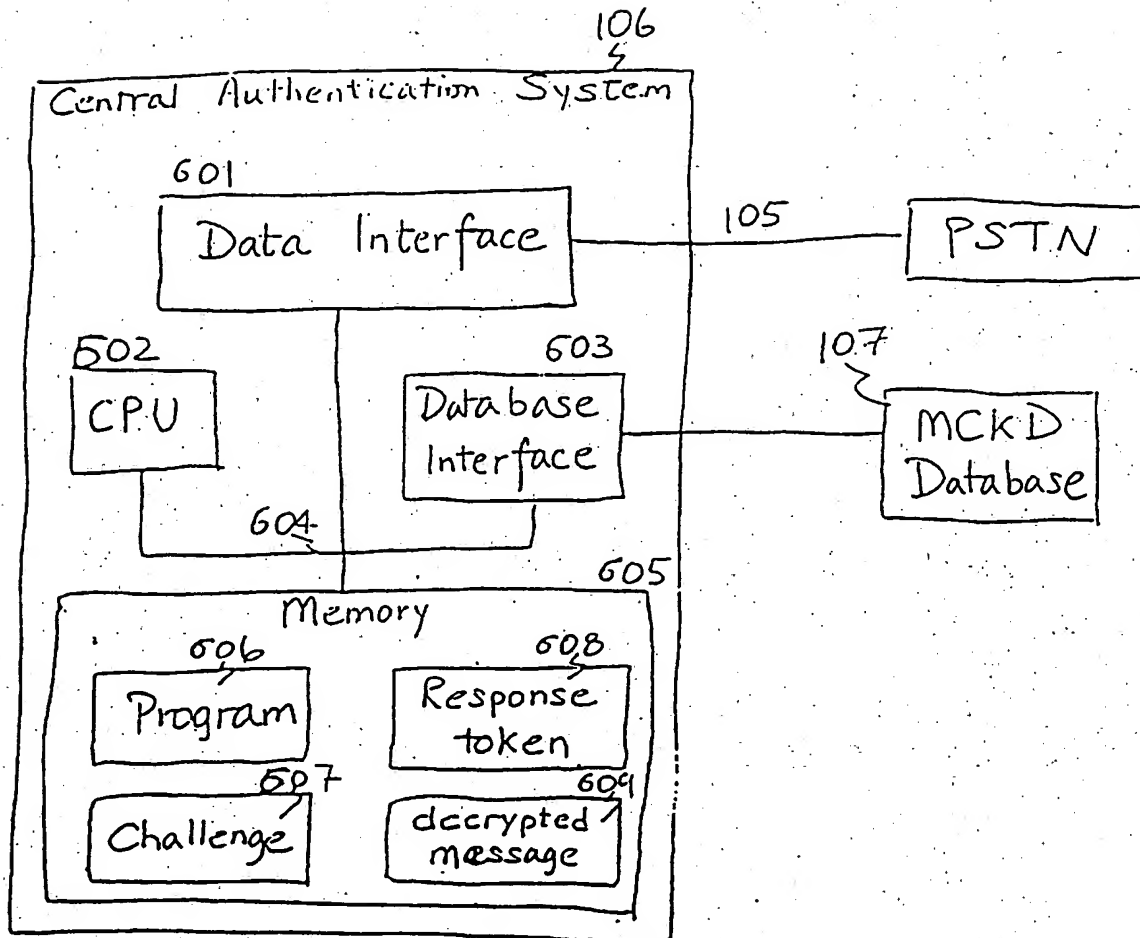 106
Central Authentication System
601
Data Interface
105
PSTN
602
CPU
603
Database
Interface
107
MCKD
Database
604
605
Memory
606
Program
608
Response
token
607
Challenge
609
decrypted
message